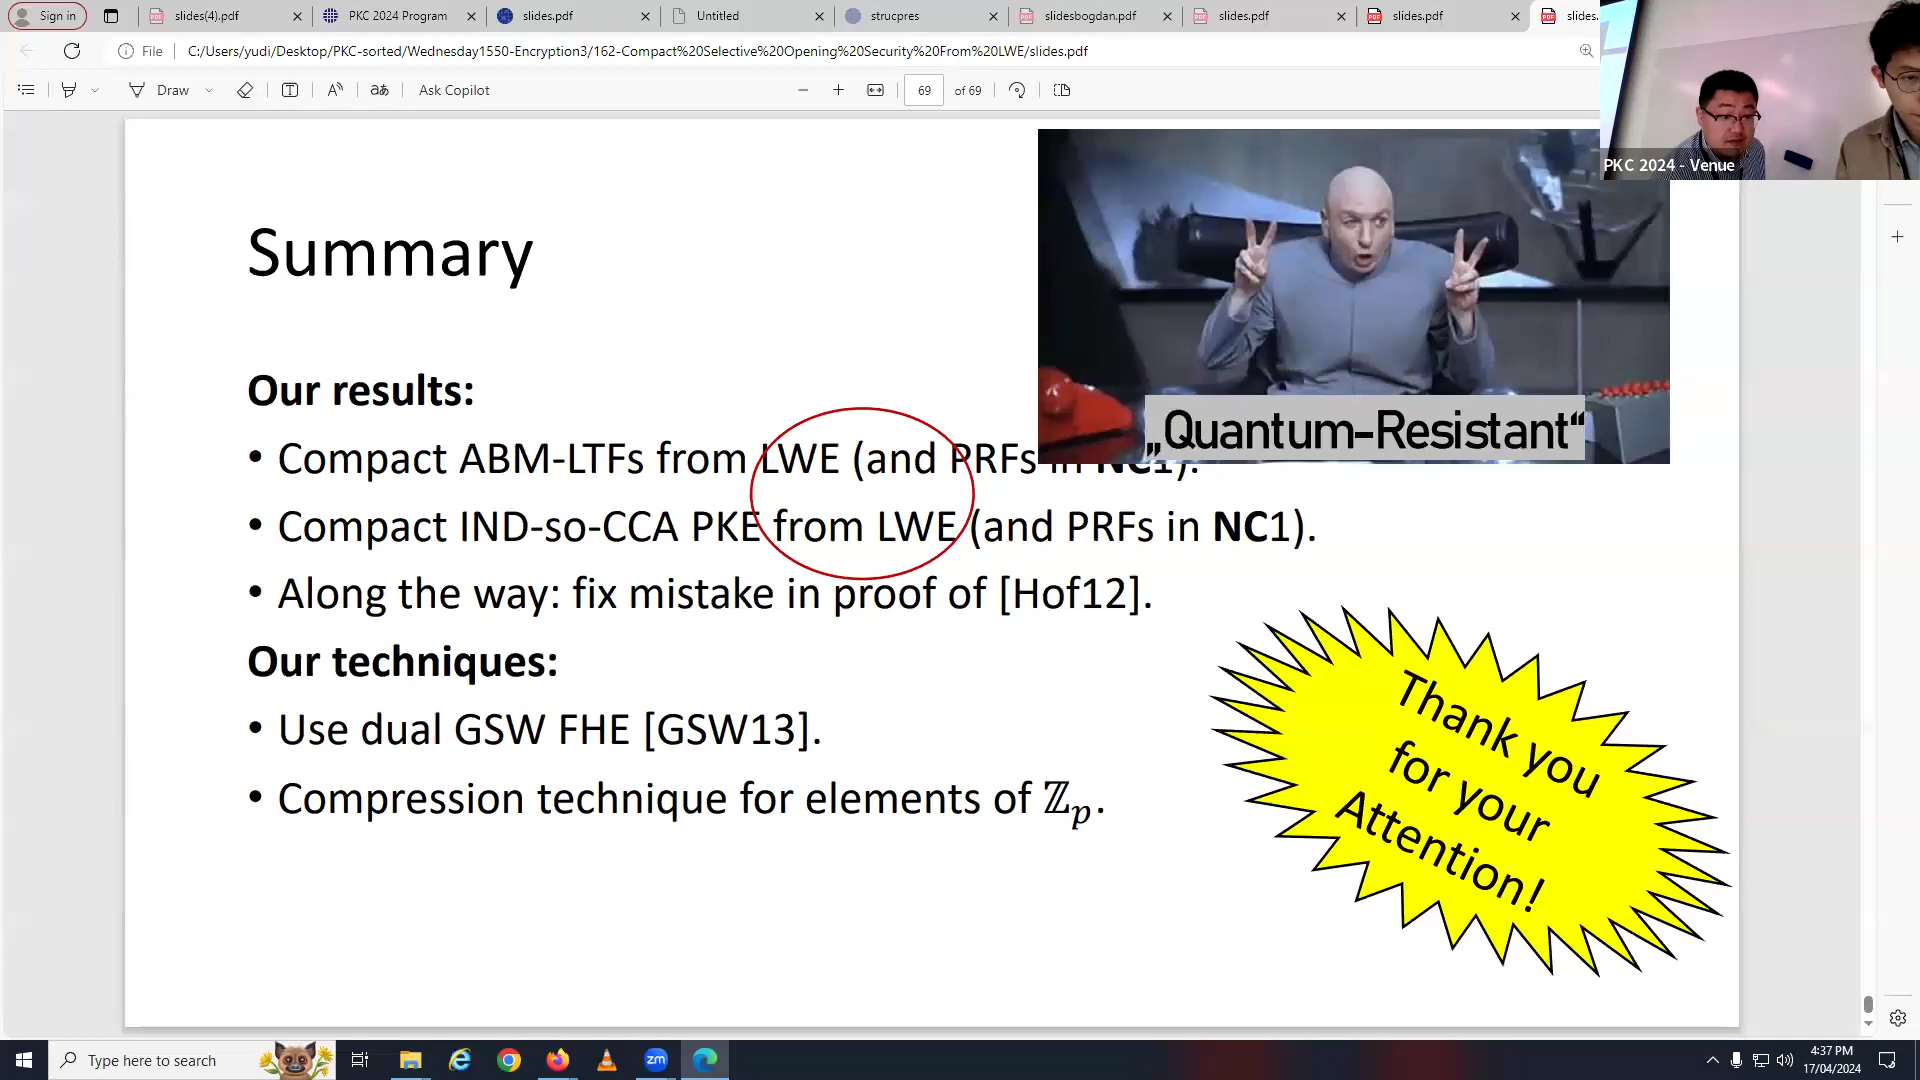 Sign in
slides(4).pdf
PKC 2024 Program
slides.pdf
Untitled
strucpres
slidesbogdan.pdf
slides.pdf
slides.pdf
slides.
File
C:/Users/yudi/Desktop/PKC-sorted/Wednesday1550-Encryption3/162-Compact%20Selective%20Opening%20Security%20From%20LWE/slides.pdf
Draw
Ask Copilot
69
of 69
PKC 2024 - Venue
Summary
„Quantum-Resistant“
Our results:
• Compact ABM-LTFs from LWE (and PRFs in NC1).
• Compact IND-so-CCA PKE from LWE (and PRFs in NC1).
• Along the way: fix mistake in proof of [Hof12].
Our techniques:
• Use dual GSW FHE [GSW13].
• Compression technique for elements of ℤ_p.
Thank you
for your
Attention!
Type here to search
zm
4:37 PM
17/04/2024